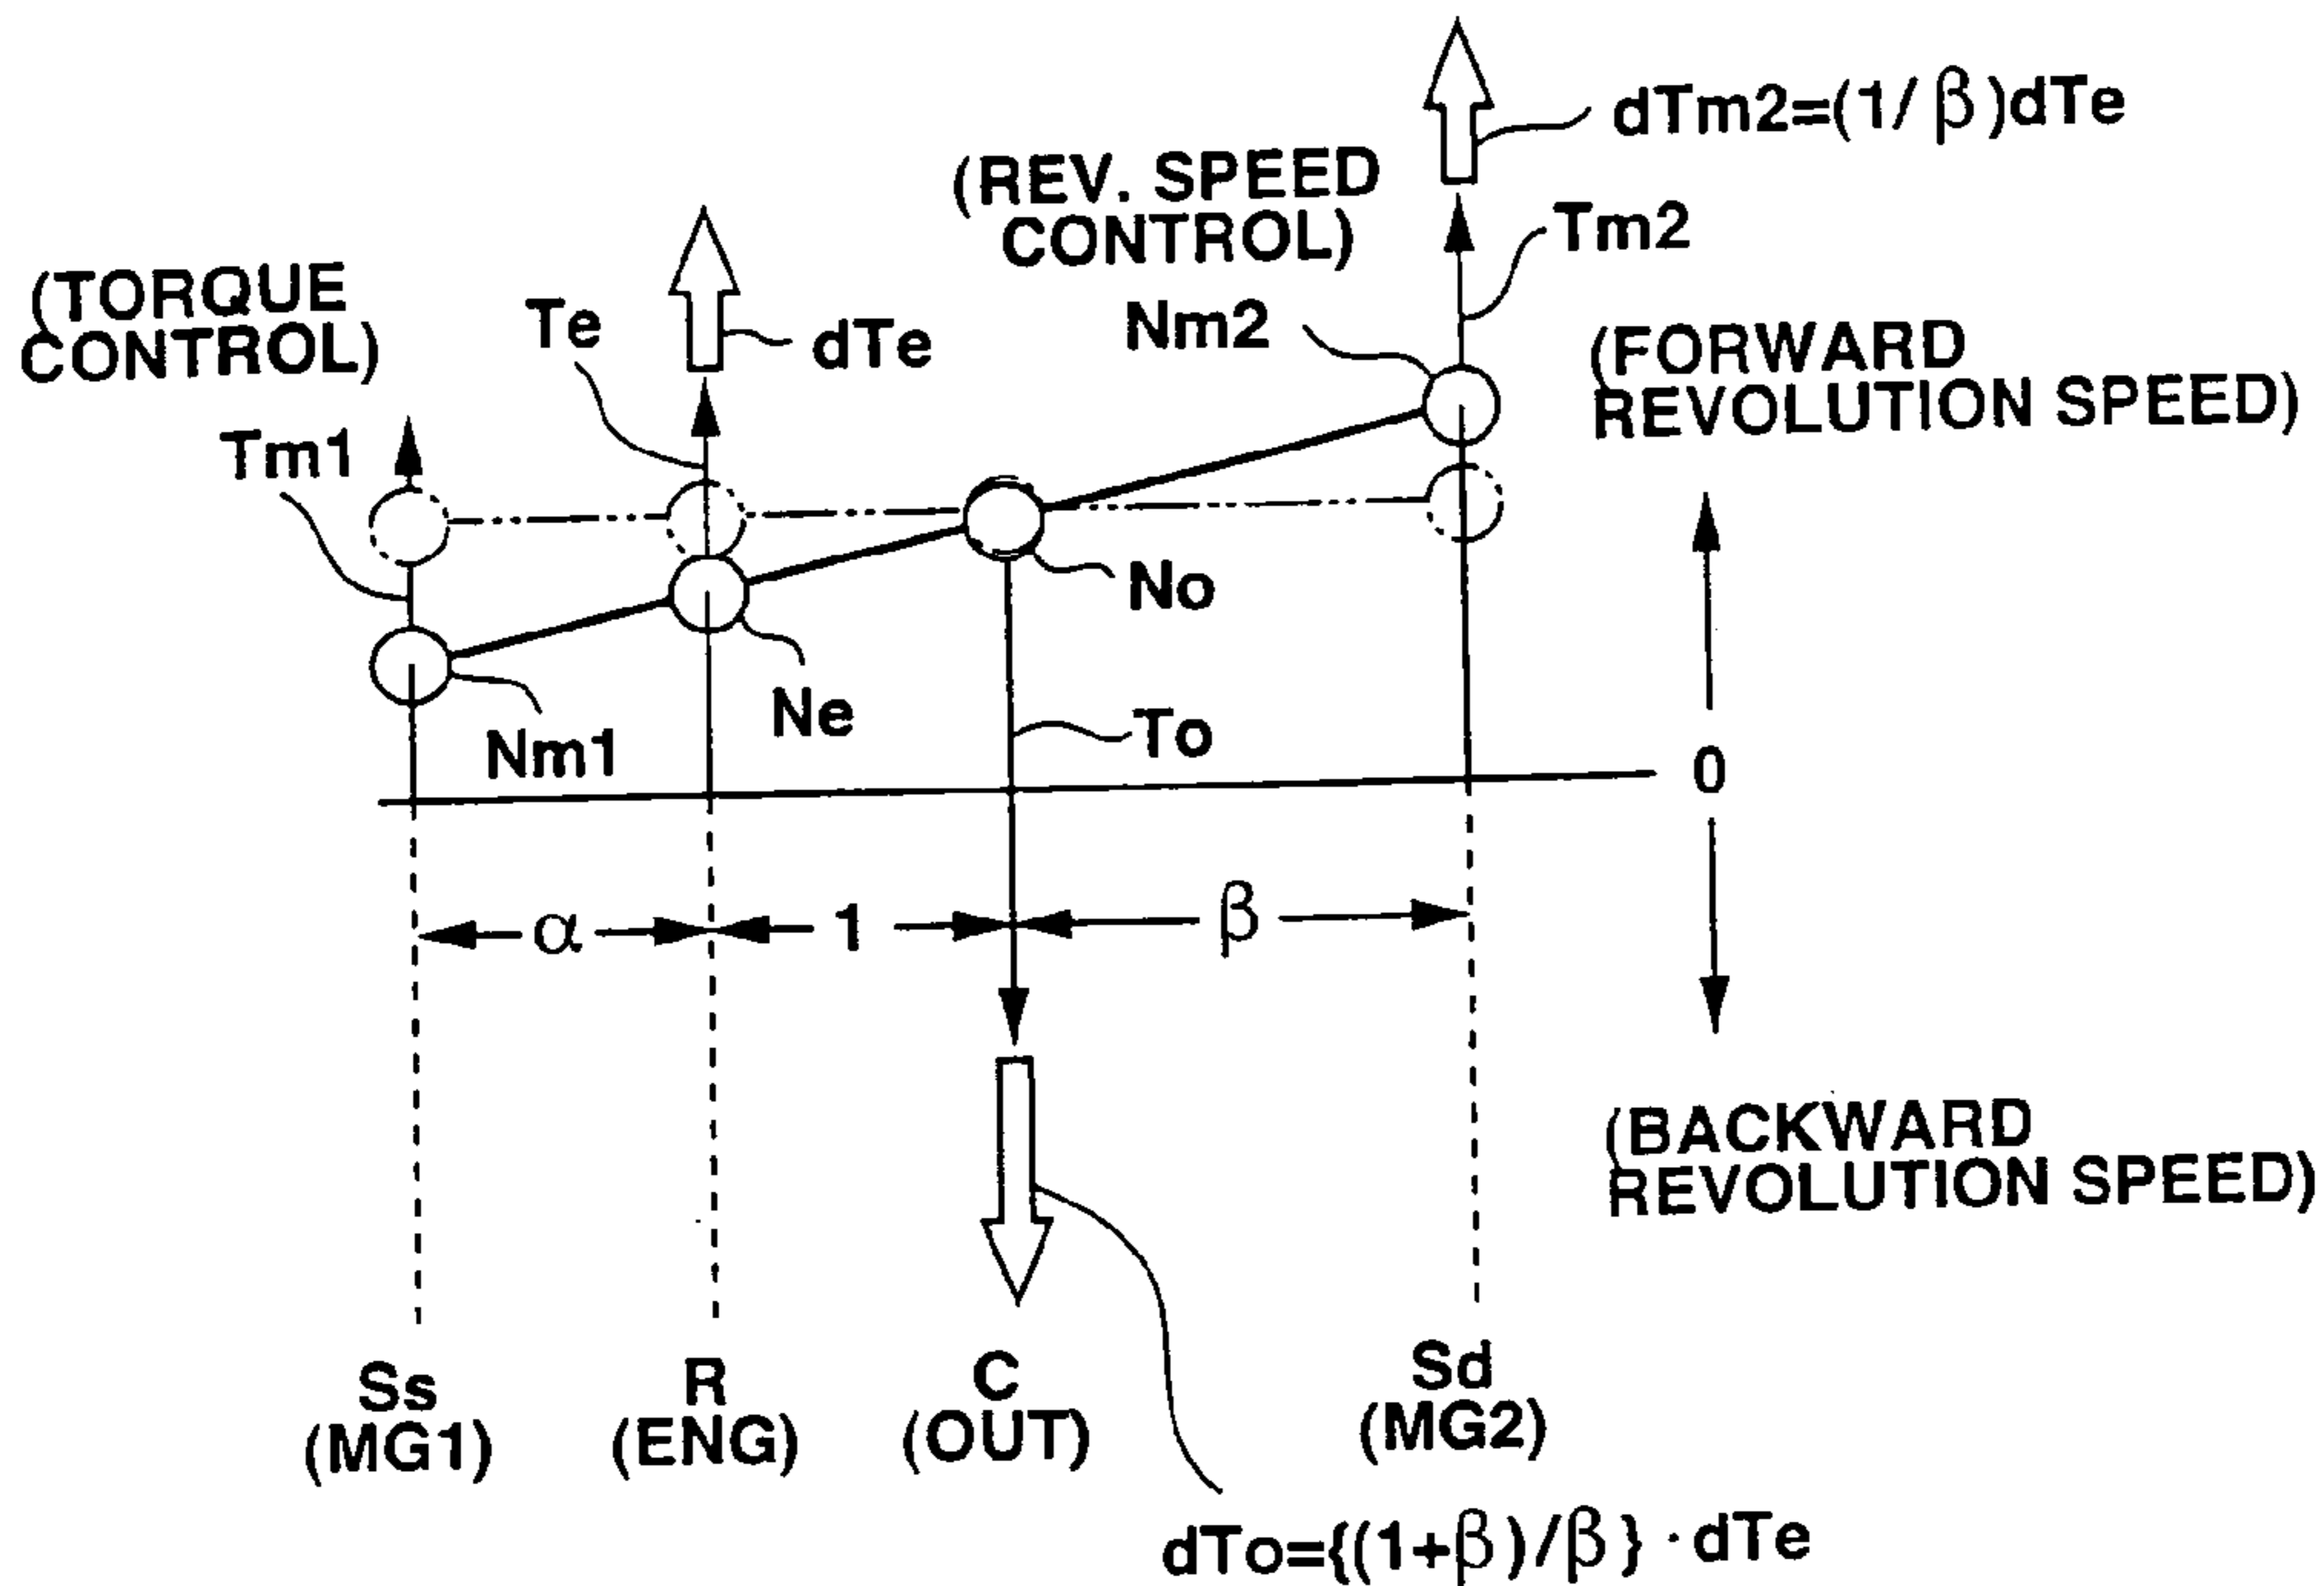 dTm2=(1/β)dTe
(REV. SPEED
CONTROL)
Tm2
(TORQUE
CONTROL)
Te
dTe
Nm2
(FORWARD
REVOLUTION SPEED)
Tm1
No
Ne
To
Nm1
0
α
1
β
(BACKWARD
REVOLUTION SPEED)
Ss
(MG1)
R
(ENG)
C
(OUT)
Sd
(MG2)
dTo={(1+β)/β}·dTe